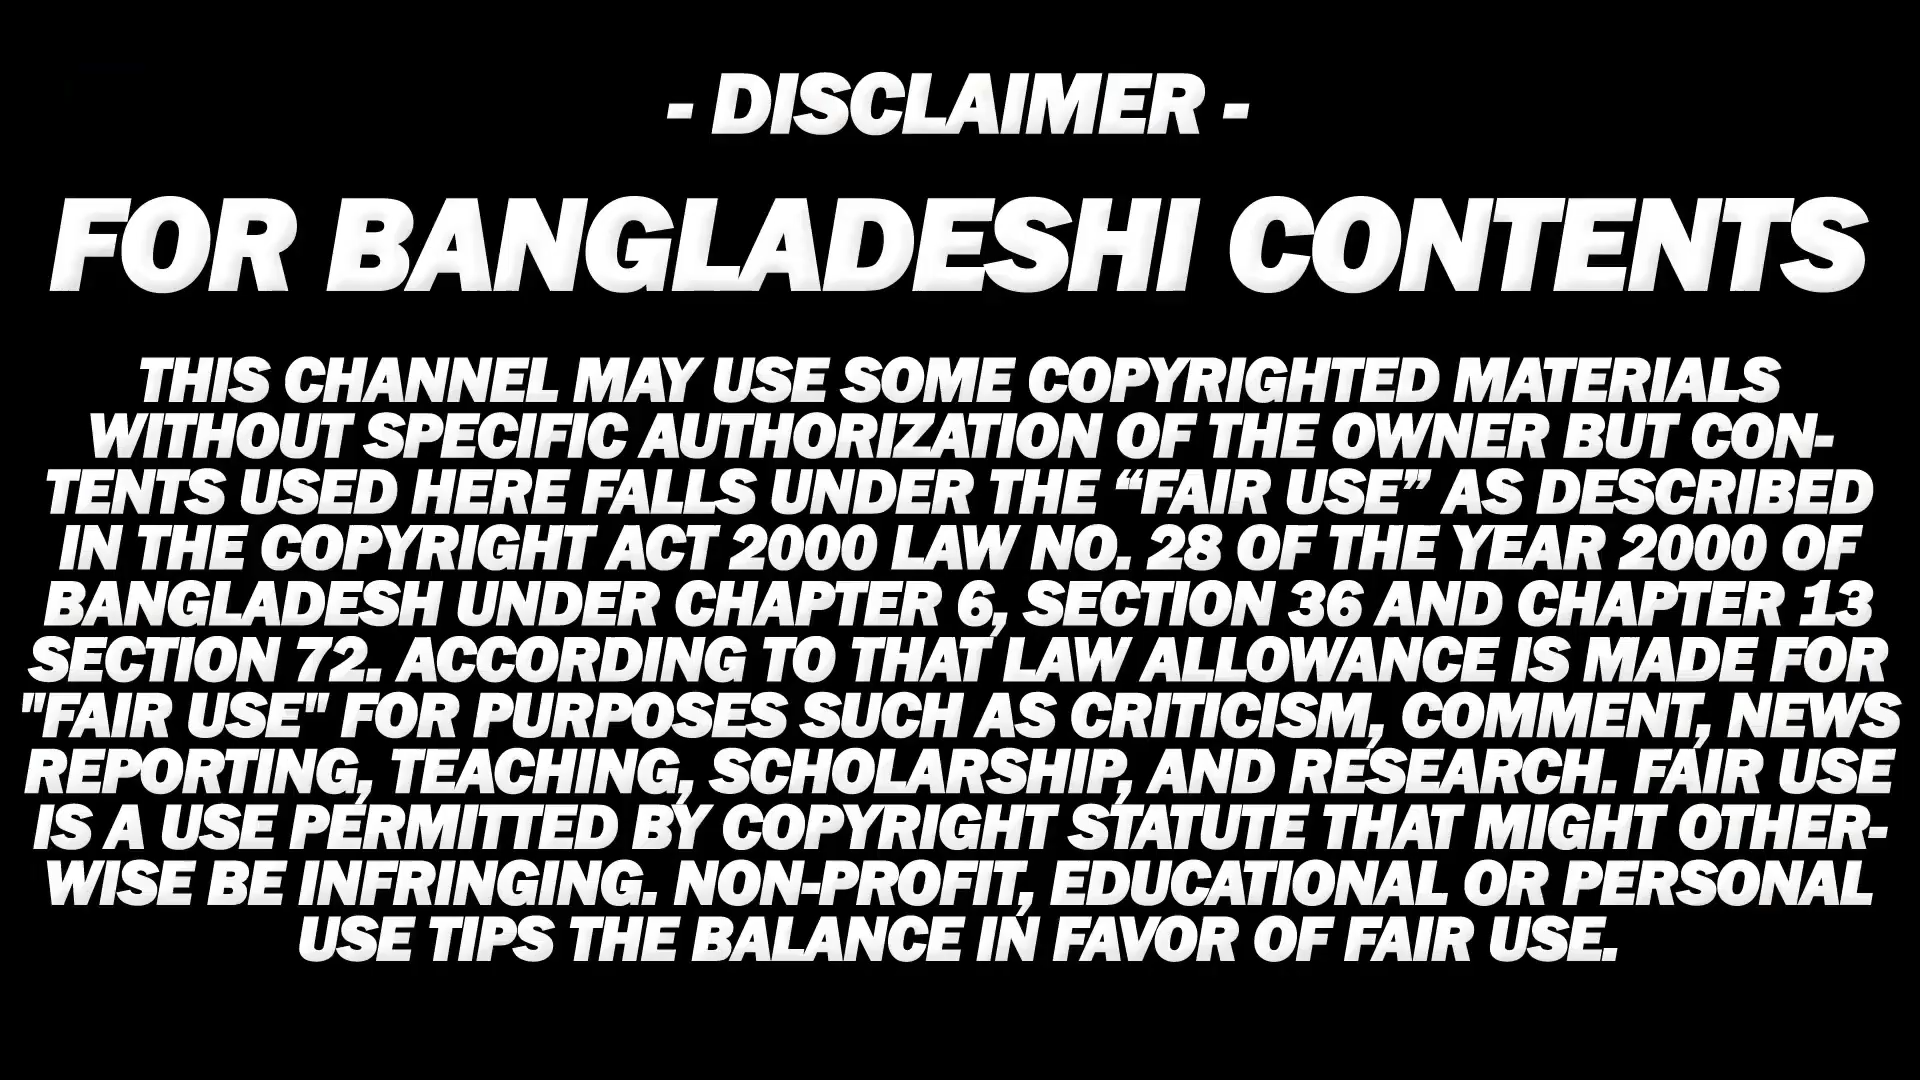 - DISCLAIMER -
FOR BANGLADESHI CONTENTS
THIS CHANNEL MAY USE SOME COPYRIGHTED MATERIALS
WITHOUT SPECIFIC AUTHORIZATION OF THE OWNER BUT CON-
TENTS USED HERE FALLS UNDER THE “FAIR USE” AS DESCRIBED
IN THE COPYRIGHT ACT 2000 LAW NO. 28 OF THE YEAR 2000 OF
BANGLADESH UNDER CHAPTER 6, SECTION 36 AND CHAPTER 13
SECTION 72. ACCORDING TO THAT LAW ALLOWANCE IS MADE FOR
"FAIR USE" FOR PURPOSES SUCH AS CRITICISM, COMMENT, NEWS
REPORTING, TEACHING, SCHOLARSHIP, AND RESEARCH. FAIR USE
IS A USE PERMITTED BY COPYRIGHT STATUTE THAT MIGHT OTHER-
WISE BE INFRINGING. NON-PROFIT, EDUCATIONAL OR PERSONAL
USE TIPS THE BALANCE IN FAVOR OF FAIR USE.